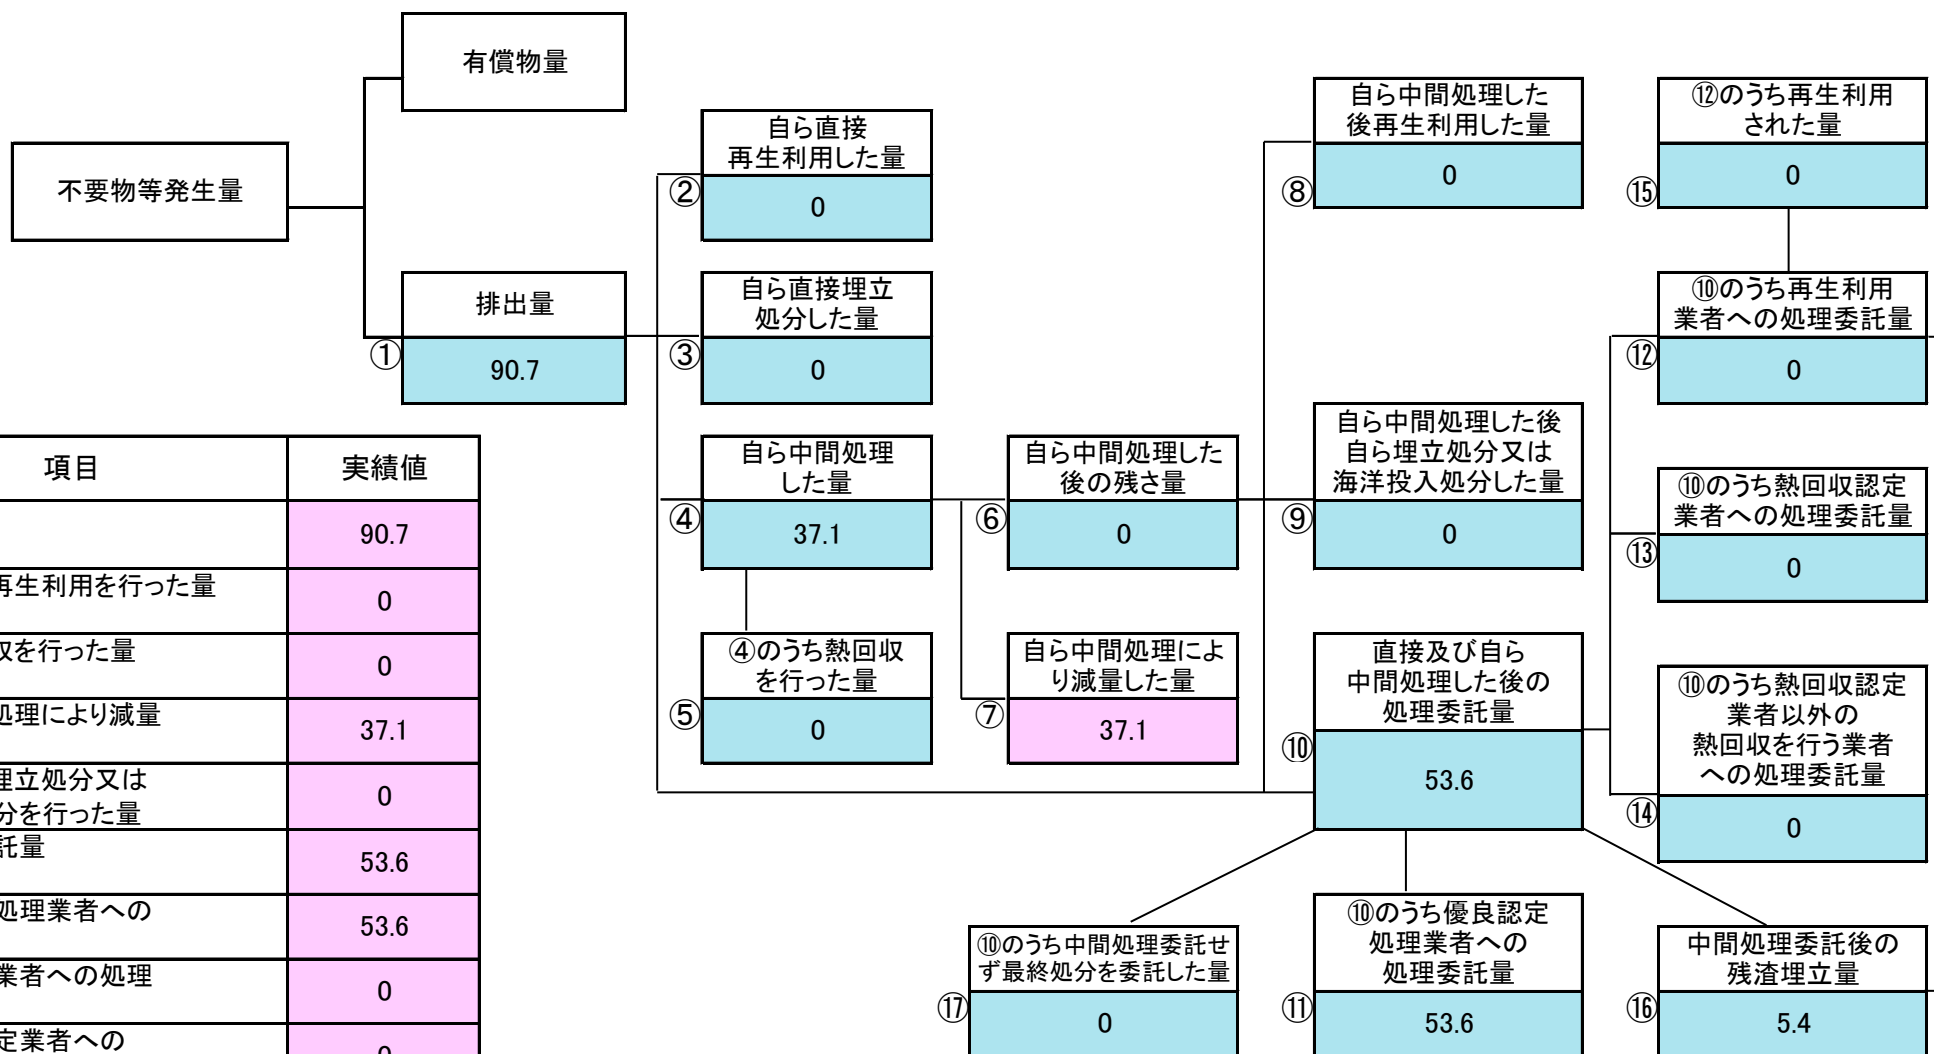 有償物量
不要物等発生量
排出量
①
90.7
自ら直接
再生利用した量
②
0
自ら直接埋立
処分した量
③
0
自ら中間処理
した量
④
37.1
④のうち熱回収
を行った量
⑤
0
自ら中間処理した
後の残さ量
⑥
0
自ら中間処理によ
り減量した量
⑦
37.1
自ら中間処理した
後再生利用した量
⑧
0
自ら中間処理した後
自ら埋立処分又は
海洋投入処分した量
⑨
0
直接及び自ら
中間処理した後の
処理委託量
⑩
53.6
⑫のうち再生利用
された量
⑮
0
⑩のうち再生利用
業者への処理委託量
⑫
0
⑩のうち熱回収認定
業者への処理委託量
⑬
0
⑩のうち熱回収認定
業者以外の
熱回収を行う業者
への処理委託量
⑭
0
⑩のうち中間処理委託せ
ず最終処分を委託した量
⑰
0
⑩のうち優良認定
処理業者への
処理委託量
⑪
53.6
中間処理委託後の
残渣埋立量
⑯
5.4
項目 実績値
90.7
再生利用を行った量
0
収を行った量
0
処理により減量
37.1
埋立処分又は
分を行った量
0
託量
53.6
処理業者への
53.6
業者への処理
0
定業者への
0